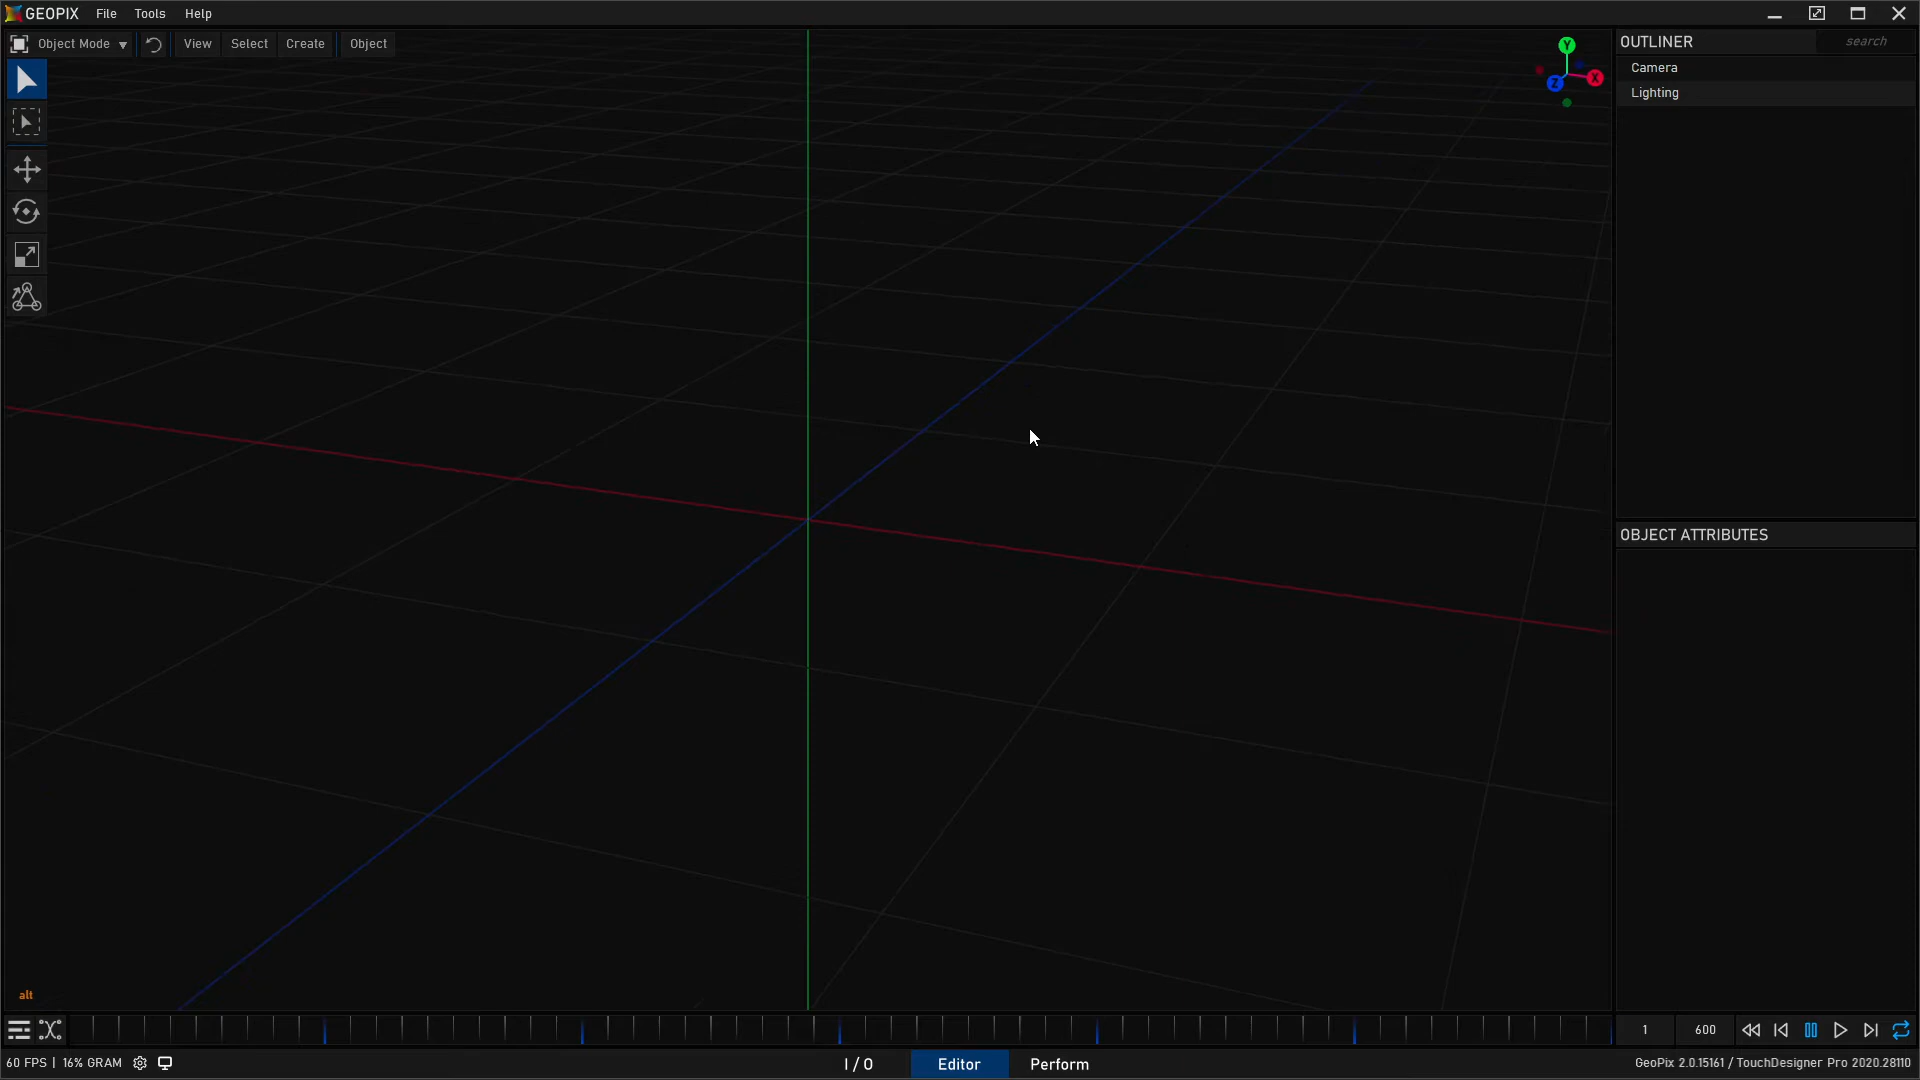 GEOPIX File Tools Help
Object Mode View Select Create Object
Y
X
Z
OUTLINER search
Camera
Lighting
OBJECT ATTRIBUTES
alt
1 600
60 FPS | 16% GRAM I / O Editor Perform GeoPix 2.0.15161 / TouchDesigner Pro 2020.28110